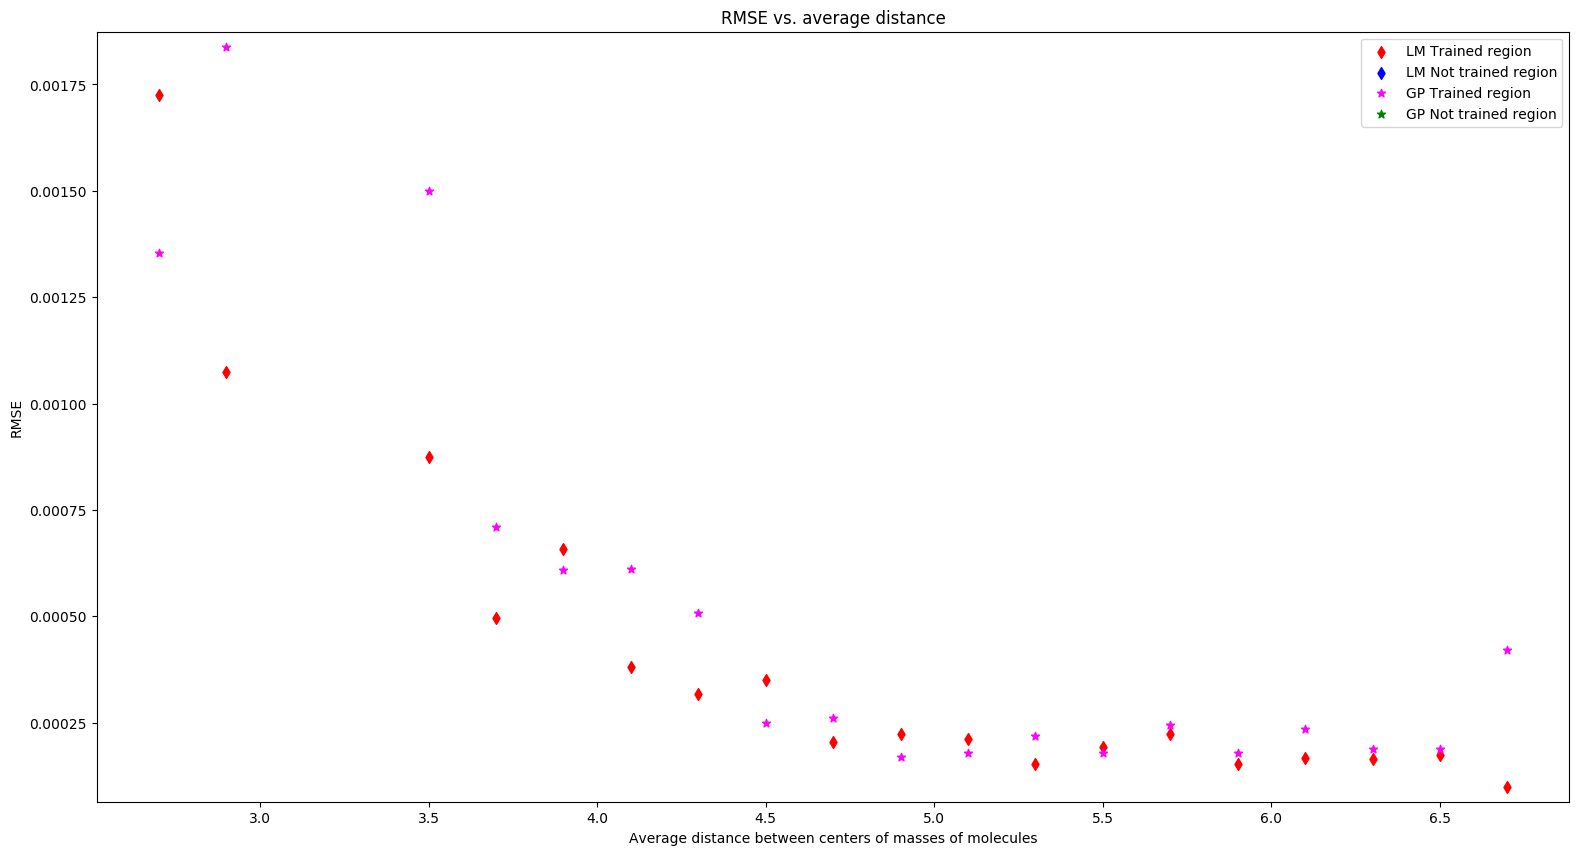 RMSE vs. average distance
LM Trained region
LM Not trained region
GP Trained region
GP Not trained region
0.00175
0.00150
0.00125
0.00100
0.00075
0.00050
0.00025
RMSE
3.0 3.5 4.0 4.5 5.0 5.5 6.0 6.5
Average distance between centers of masses of molecules